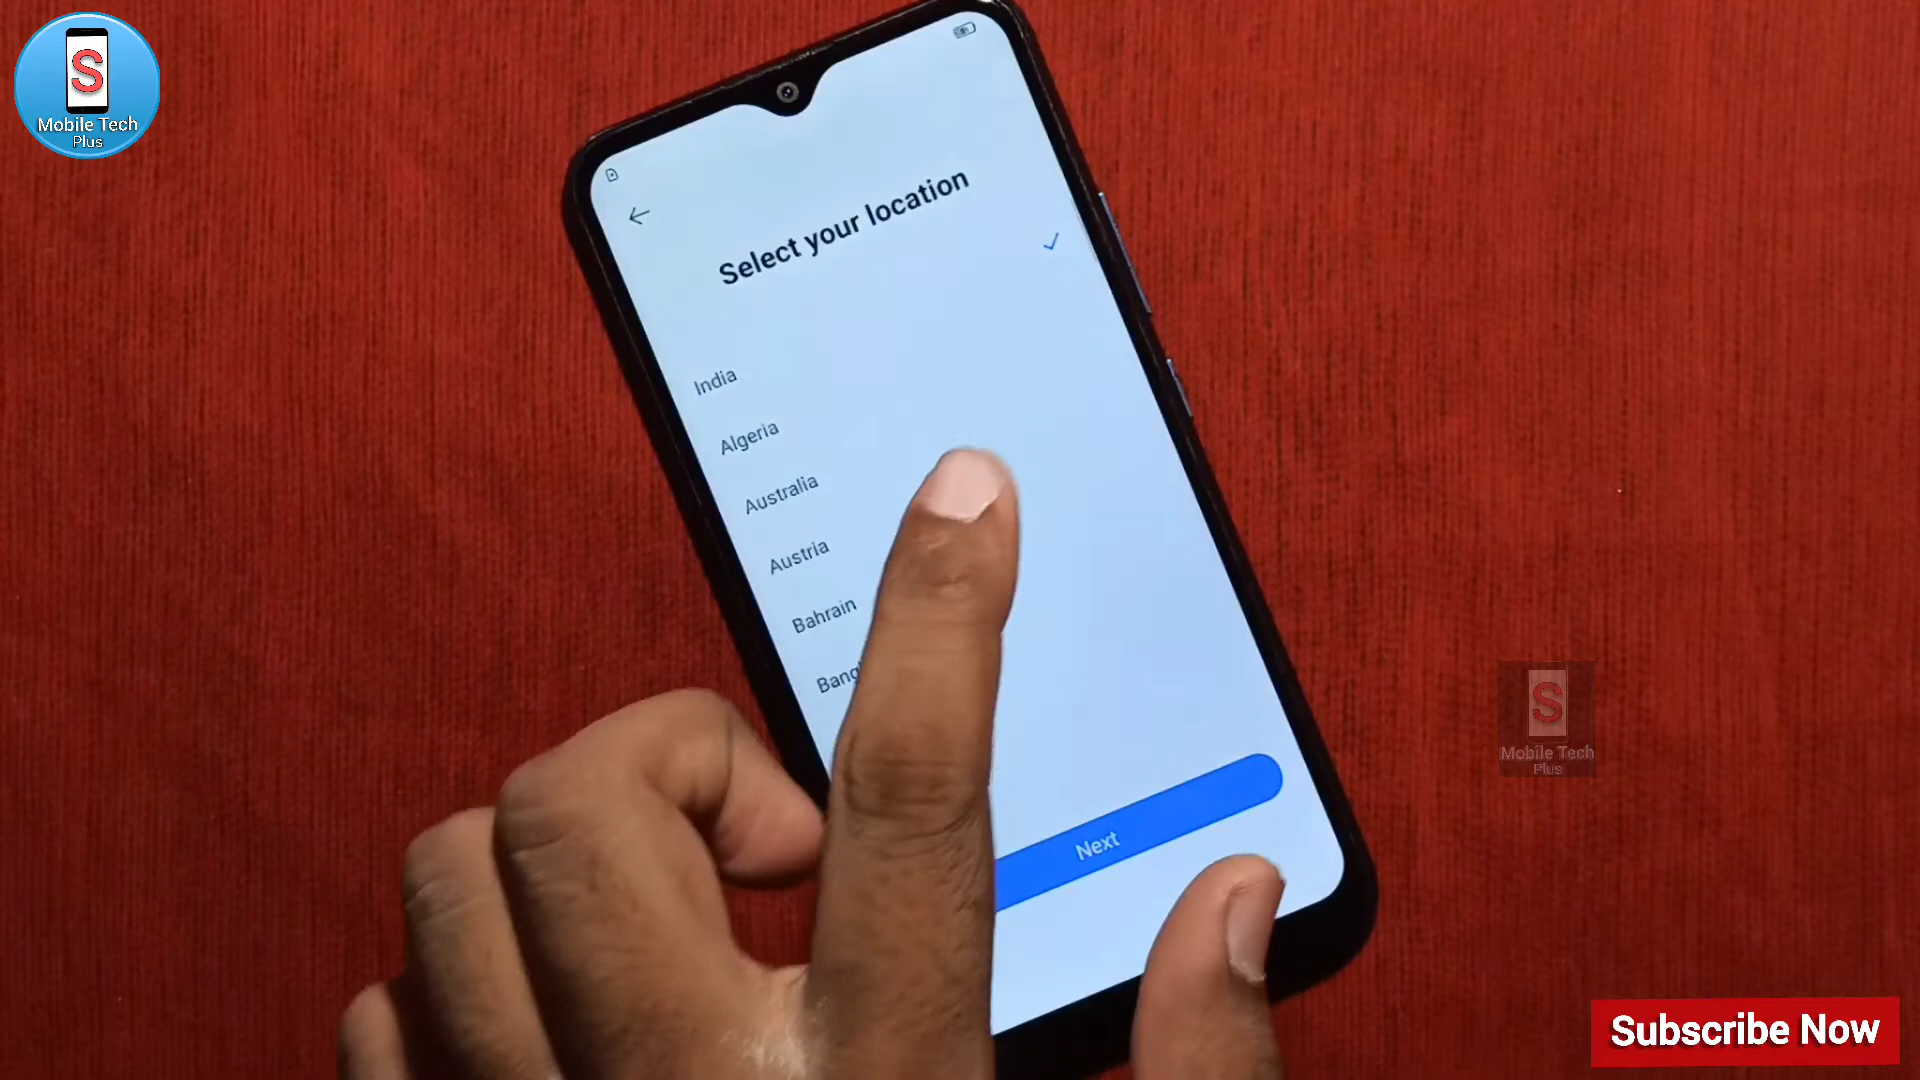 S
Mobile Tech
Plus
Select your location
India
Algeria
Australia
Austria
Bahrain
Next
S
Mobile Tech
Plus
Subscribe Now